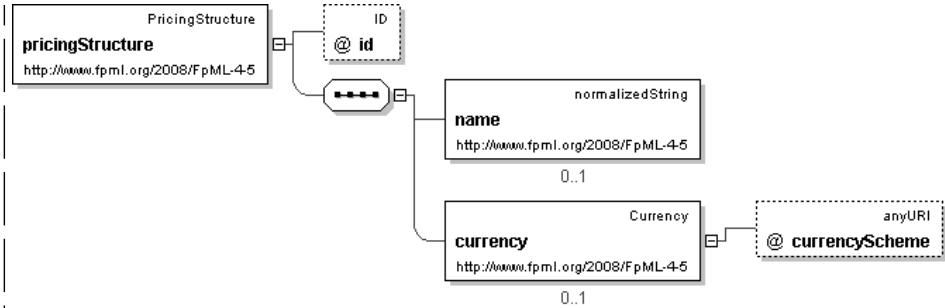 PricingStructure
pricingStructure
http://www.fpml.org/2008/FpML-4-5
ID
@ id
normalizedString
name
http://www.fpml.org/2008/FpML-4-5
0..1
Currency
currency
http://www.fpml.org/2008/FpML-4-5
0..1
anyURI
@ currencyScheme